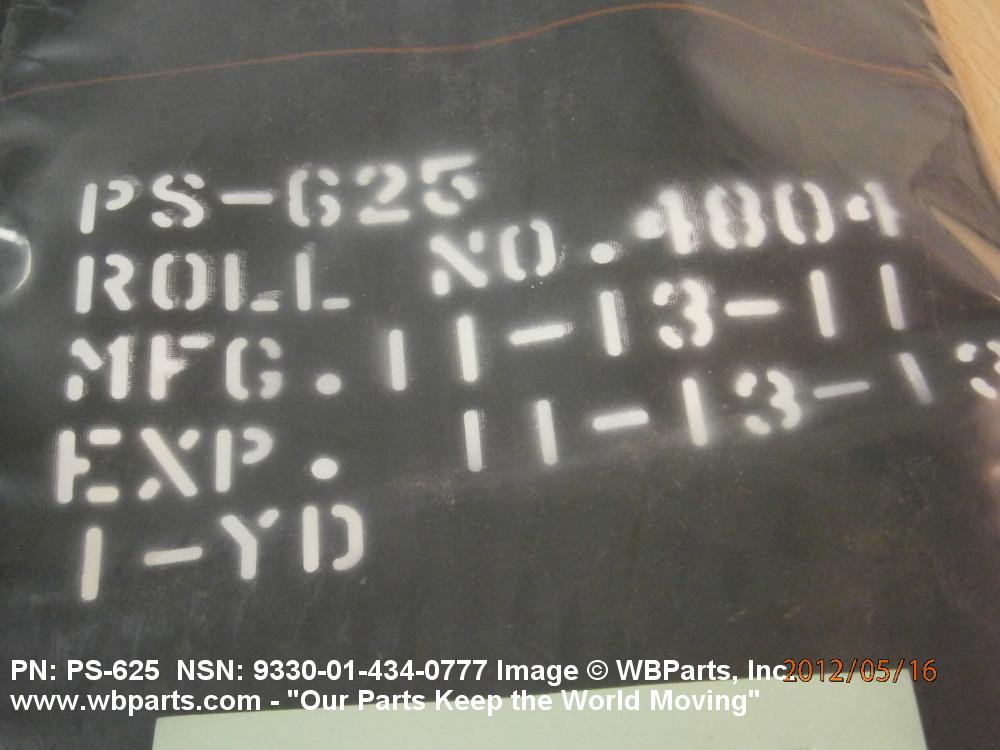 PS-625
ROLL NO. 4804
MFG. 11-13-11
EXP. 11-13-13
1-YD
PN: PS-625 NSN: 9330-01-434-0777 Image © WBParts, Inc.
2012/05/16
www.wbparts.com - "Our Parts Keep the World Moving"